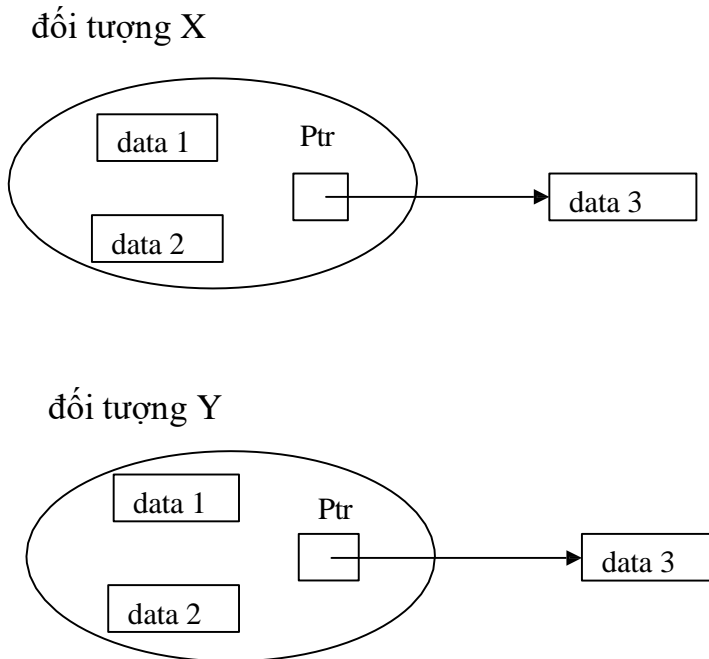 đối tượng X
data 1
Ptr
data 3
data 2
đối tượng Y
data 1
Ptr
data 3
data 2